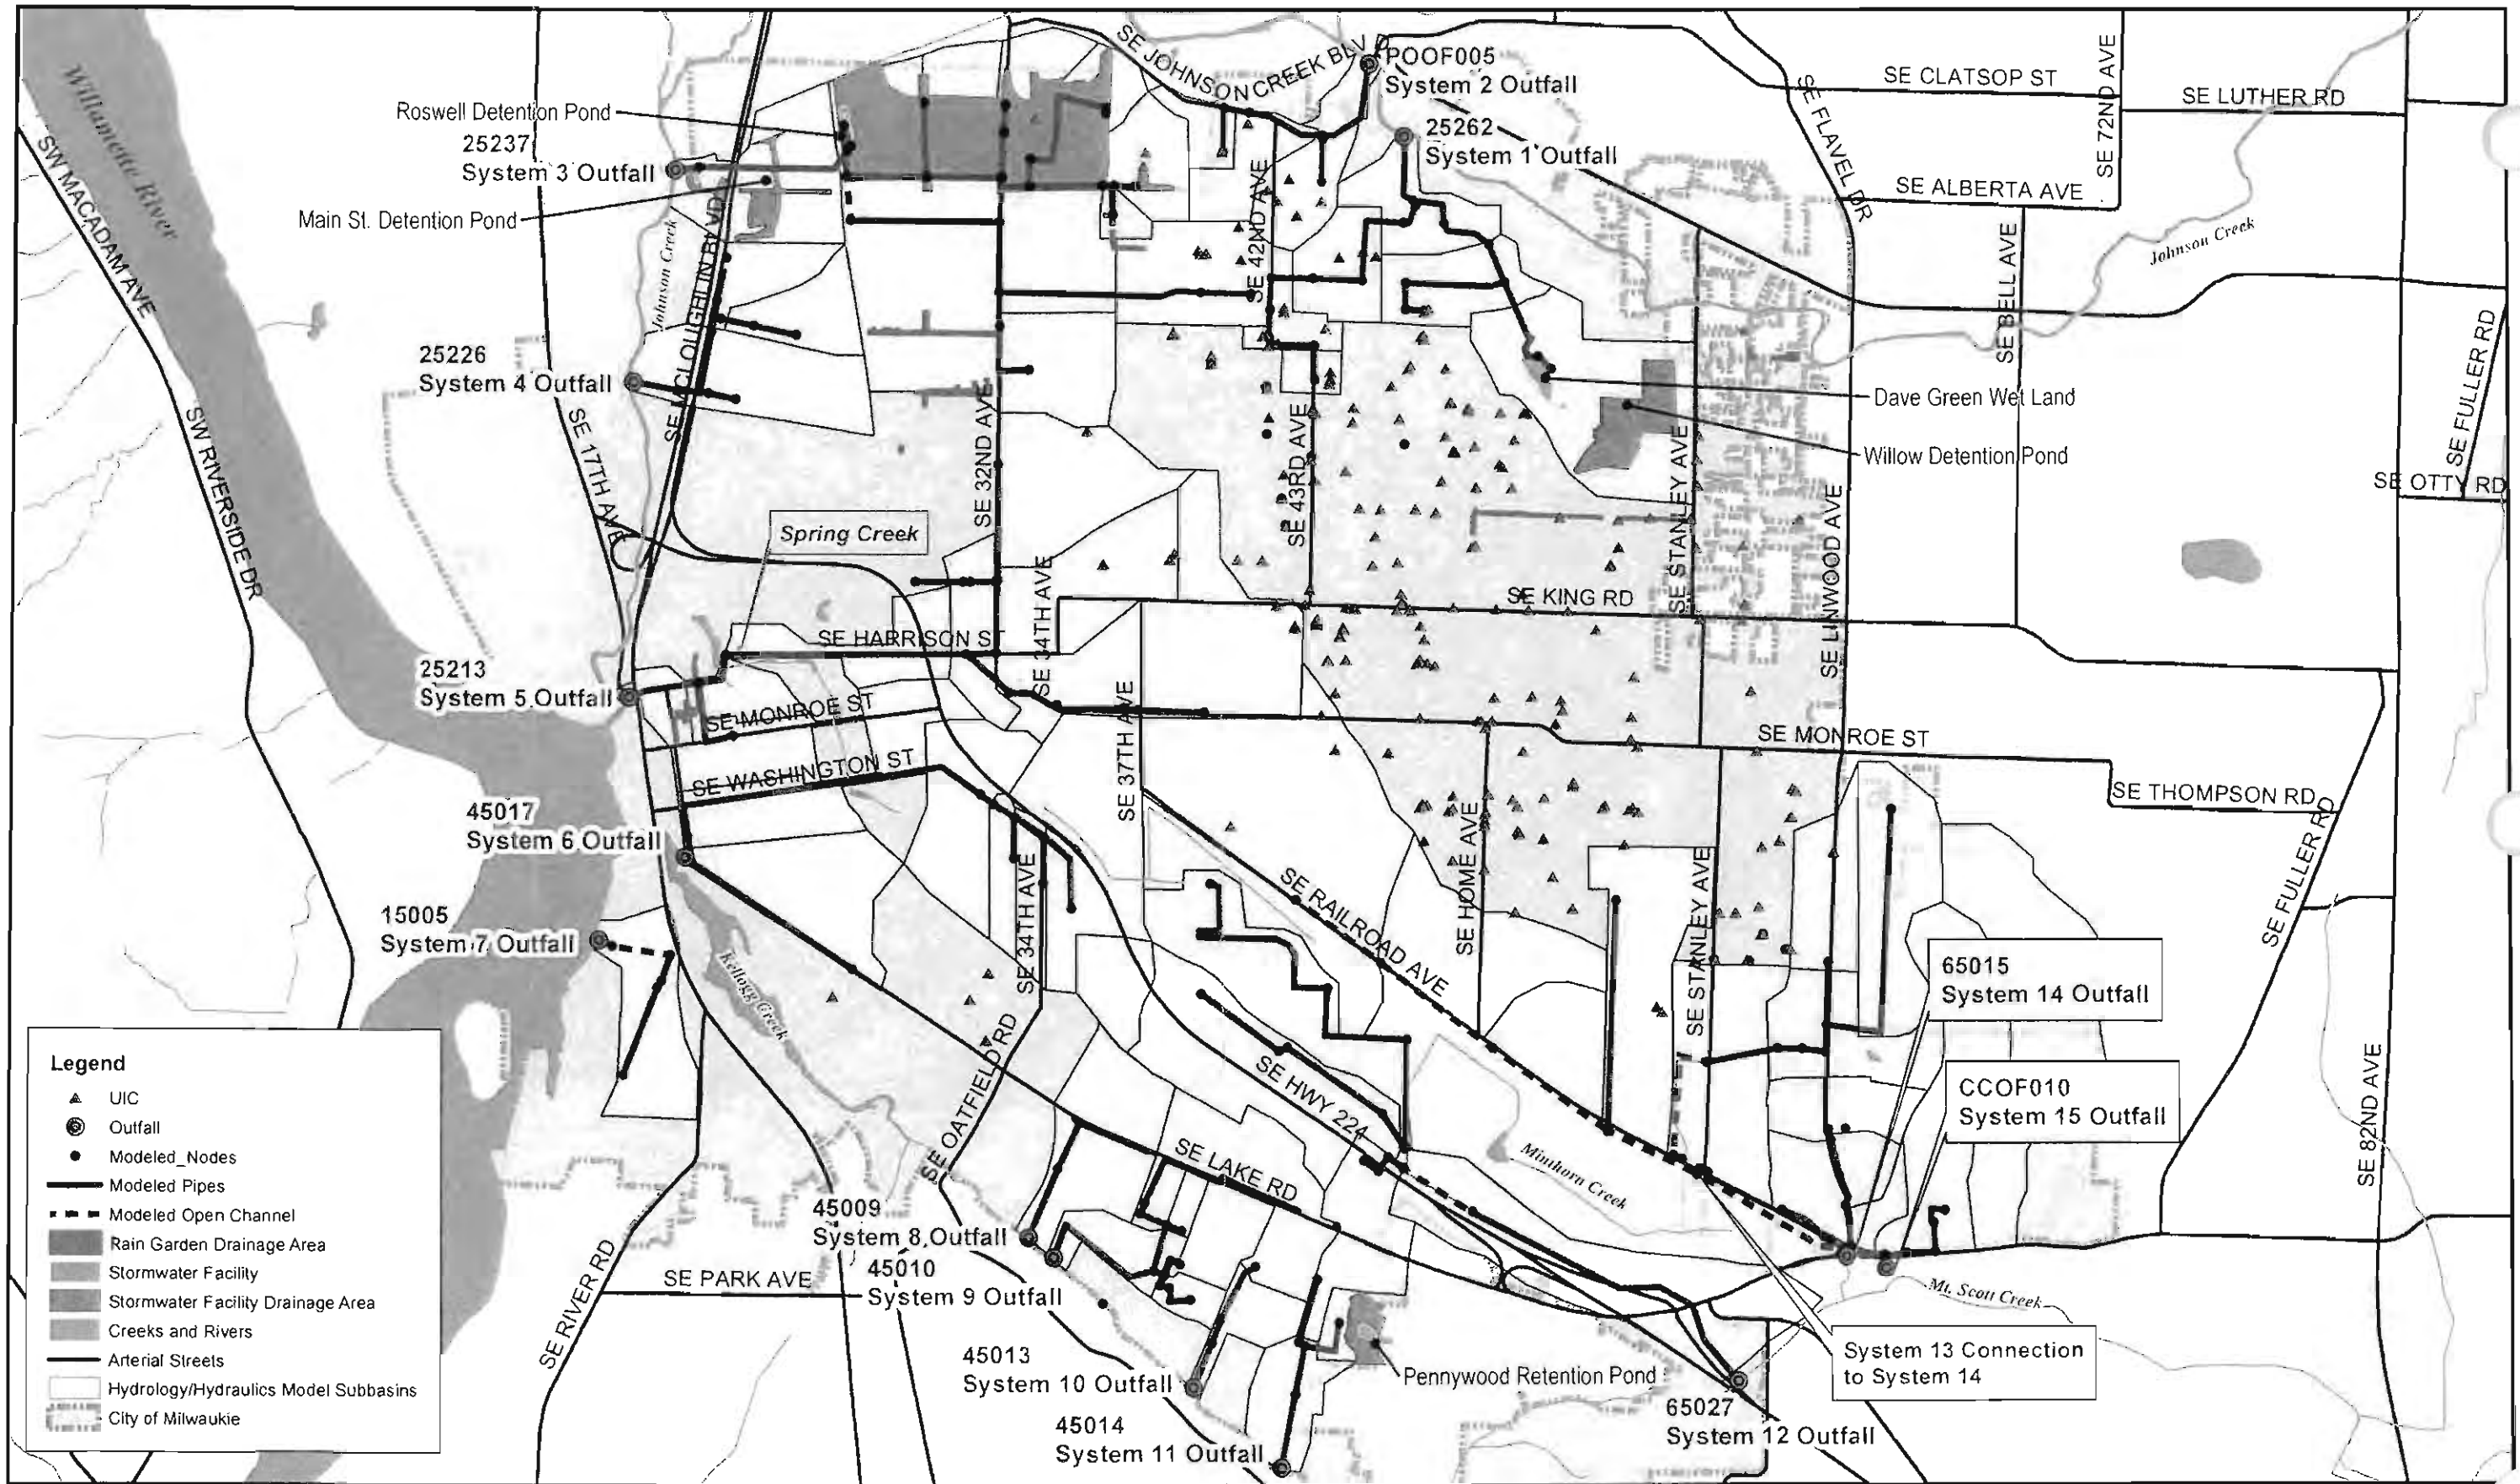 SE JOHNSON CREEK BLV D
POOF005
System 2 Outfall
SE CLATSOP ST
SE 72ND AVE
SE LUTHER RD
Willamette River
Roswell Detention Pond
25237
System 3 Outfall
25262
System 1 Outfall
SE FLAVEL DR
SE ALBERTA AVE
SW MACADAM AVE
Main St. Detention Pond
Johnson Creek
SE MCLOUGHLIN BLVD
SE 42ND AVE
SE BELL AVE
Johnson Creek
25226
System 4 Outfall
SE FULLER RD
Dave Green Wet Land
SE 17TH AVE
SW RIVERSIDE DR
SE 32ND AVE
SE 43RD AVE
SE STANLEY AVE
Willow Detention Pond
SE OTTY RD
SE LINWOOD AVE
Spring Creek
SE 34TH AVE
SE KING RD
SE HARRISON ST
25213
System 5 Outfall
SE MONROE ST
SE 37TH AVE
SE MONROE ST
SE WASHINGTON ST
SE THOMPSON RD
45017
System 6 Outfall
SE FULLER RD
SE 34TH AVE
SE RAILROAD AVE
SE HOME AVE
SE STANLEY AVE
15005
System 7 Outfall
Kellogg Creek
65015
System 14 Outfall
SE OATFIELD RD
SE HWY 224
CCOF010
System 15 Outfall
SE 82ND AVE
SE LAKE RD
Minthorn Creek
45009
System 8 Outfall
45010
System 9 Outfall
SE RIVER RD
SE PARK AVE
Mt. Scott Creek
System 13 Connection
to System 14
45013
System 10 Outfall
Pennywood Retention Pond
65027
System 12 Outfall
45014
System 11 Outfall
Legend
UIC
Outfall
Modeled_Nodes
Modeled Pipes
Modeled Open Channel
Rain Garden Drainage Area
Stormwater Facility
Stormwater Facility Drainage Area
Creeks and Rivers
Arterial Streets
Hydrology/Hydraulics Model Subbasins
City of Milwaukie